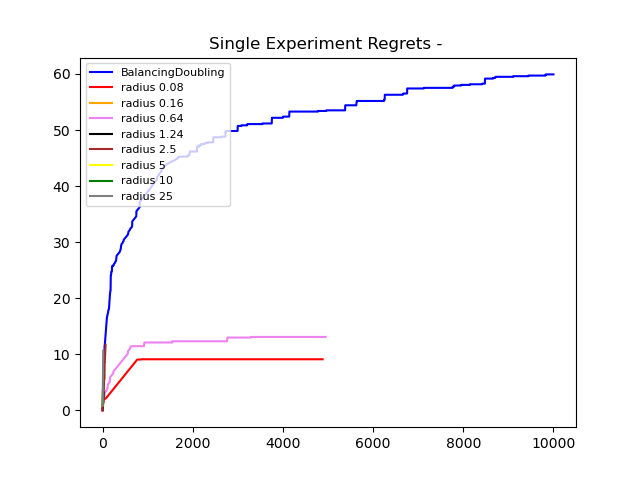 Single Experiment Regrets -
60
50
40
30
20
10
0
BalancingDoubling
radius 0.08
radius 0.16
radius 0.64
radius 1.24
radius 2.5
radius 5
radius 10
radius 25
0 2000 4000 6000 8000 10000